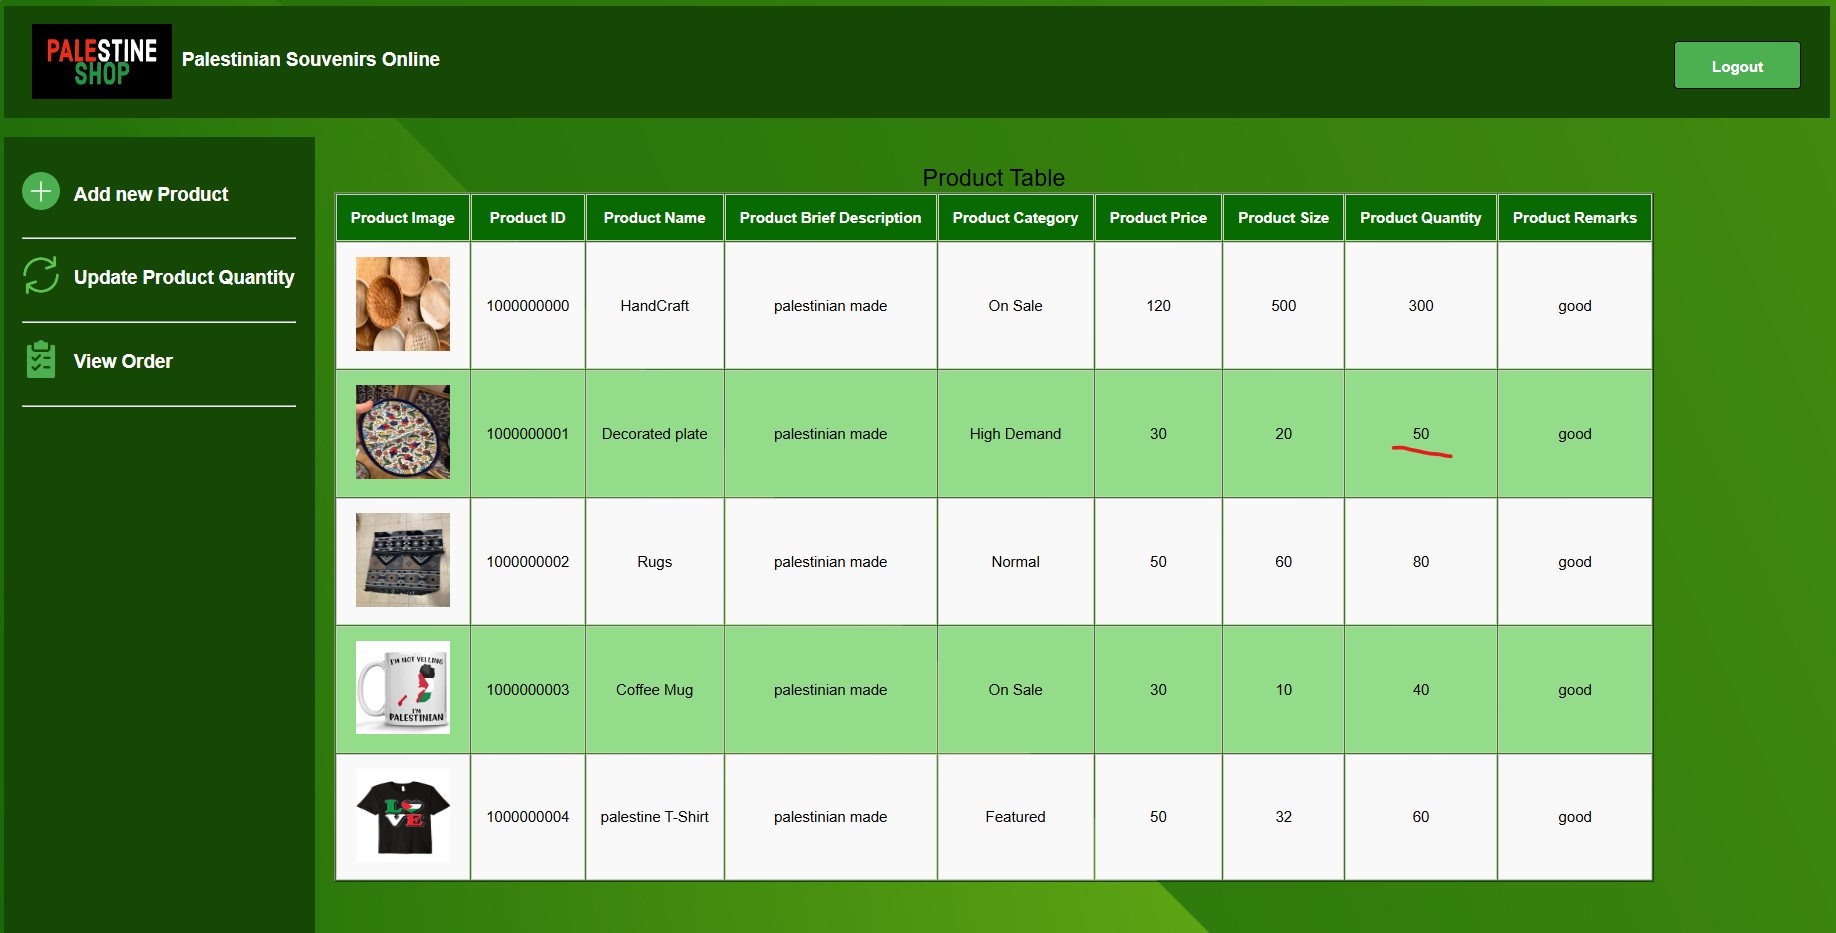 PALESTINE
SHOP
Palestinian Souvenirs Online
Logout
Add new Product
Update Product Quantity
View Order
Product Table
Product Image Product ID Product Name Product Brief Description Product Category Product Price Product Size Product Quantity Product Remarks
1000000000 HandCraft palestinian made On Sale 120 500 300 good
1000000001 Decorated plate palestinian made High Demand 30 20 50 good
1000000002 Rugs palestinian made Normal 50 60 80 good
I'M NOT YELLING
I'M
PALESTINIAN
1000000003 Coffee Mug palestinian made On Sale 30 10 40 good
LOVE
1000000004 palestine T-Shirt palestinian made Featured 50 32 60 good